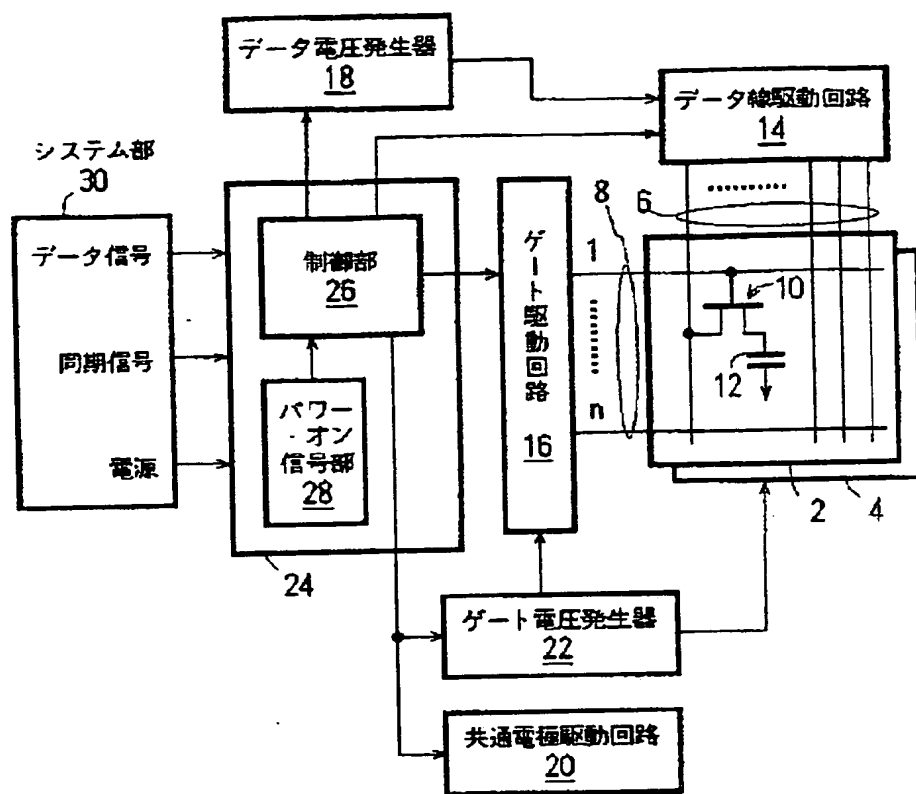 データ電圧発生器
18
データ線駆動回路
14
システム部
30
データ信号
同期信号
電源
制御部
26
パワー
・オン
信号部
28
24
ゲート駆動回路
16
8
1
n
6
10
12
2
4
ゲート電圧発生器
22
共通電極駆動回路
20